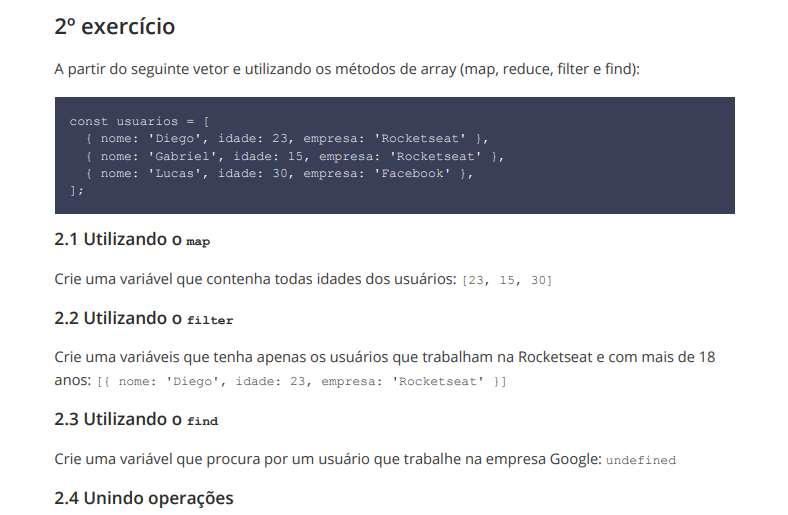 2º exercício
A partir do seguinte vetor e utilizando os métodos de array (map, reduce, filter e find):
const usuarios = [
  { nome: 'Diego', idade: 23, empresa: 'Rocketseat' },
  { nome: 'Gabriel', idade: 15, empresa: 'Rocketseat' },
  { nome: 'Lucas', idade: 30, empresa: 'Facebook' },
];
2.1 Utilizando o map
Crie uma variável que contenha todas idades dos usuários: [23, 15, 30]
2.2 Utilizando o filter
Crie uma variáveis que tenha apenas os usuários que trabalham na Rocketseat e com mais de 18
anos: [{ nome: 'Diego', idade: 23, empresa: 'Rocketseat' }]
2.3 Utilizando o find
Crie uma variável que procura por um usuário que trabalhe na empresa Google: undefined
2.4 Unindo operações